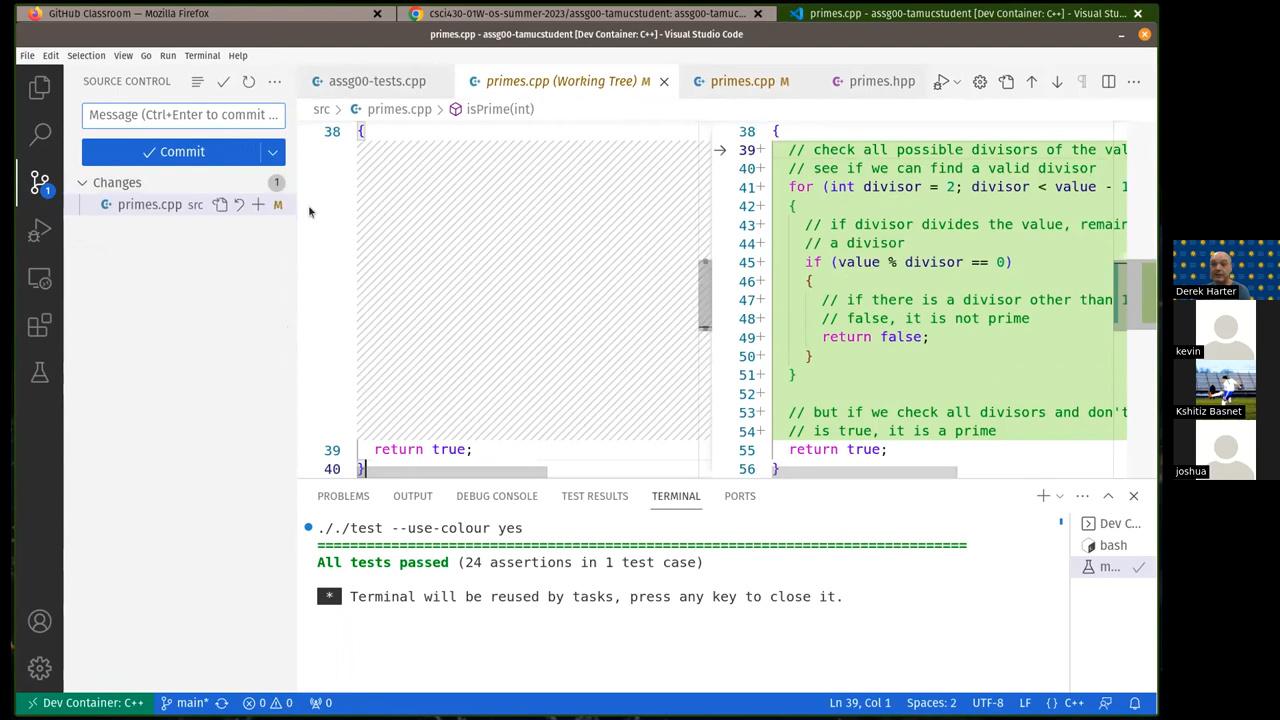 GitHub Classroom — Mozilla Firefox
csci430-01W-os-summer-2023/assg00-tamucstudent: assg00-tamuc...
primes.cpp - assg00-tamucstudent [Dev Container: C++] - Visual Stu...
primes.cpp - assg00-tamucstudent [Dev Container: C++] - Visual Studio Code
File Edit Selection View Go Run Terminal Help
SOURCE CONTROL
assg00-tests.cpp
primes.cpp (Working Tree) M
primes.cpp M
primes.hpp
src > primes.cpp > isPrime(int)
Message (Ctrl+Enter to commit ...
Commit
Changes 1
primes.cpp src M
1
38 {
39 return true;
40 }
38 {
39+ // check all possible divisors of the val
40+ // see if we can find a valid divisor
41+ for (int divisor = 2; divisor < value - 1
42+ {
43+ // if divisor divides the value, remain
44+ // a divisor
45+ if (value % divisor == 0)
46+ {
47+ // if there is a divisor other than 1
48+ // false, it is not prime
49+ return false;
50+ }
51+ }
52+
53+ // but if we check all divisors and don't
54+ // is true, it is a prime
55 return true;
56 }
PROBLEMS OUTPUT DEBUG CONSOLE TEST RESULTS TERMINAL PORTS
././test --use-colour yes
===============================================================================
All tests passed (24 assertions in 1 test case)
* Terminal will be reused by tasks, press any key to close it.
Dev C...
bash
m...
Dev Container: C++ main* 0 0 0
Ln 39, Col 1 Spaces: 2 UTF-8 LF {} C++
Derek Harter
kevin
Kshitiz Basnet
joshua